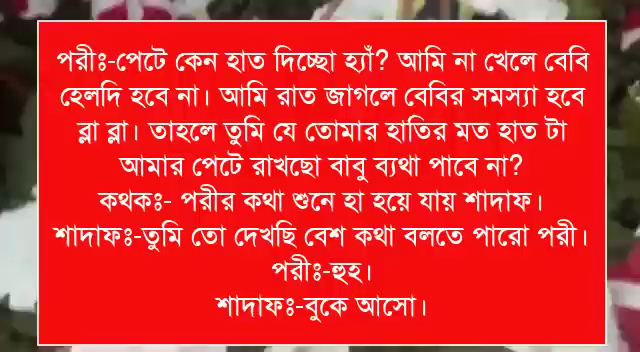 পরীঃ-পেটে কেন হাত দিচ্ছো হ্যাঁ? আমি না খেলে বেবি
হেলদি হবে না। আমি রাত জাগলে বেবির সমস্যা হবে
ব্লা ব্লা। তাহলে তুমি যে তোমার হাতির মত হাত টা
আমার পেটে রাখছো বাবু ব্যথা পাবে না?
কথকঃ- পরীর কথা শুনে হা হয়ে যায় শাদাফ।
শাদাফঃ-তুমি তো দেখছি বেশ কথা বলতে পারো পরী।
পরীঃ-হুহ।
শাদাফঃ-বুকে আসো।